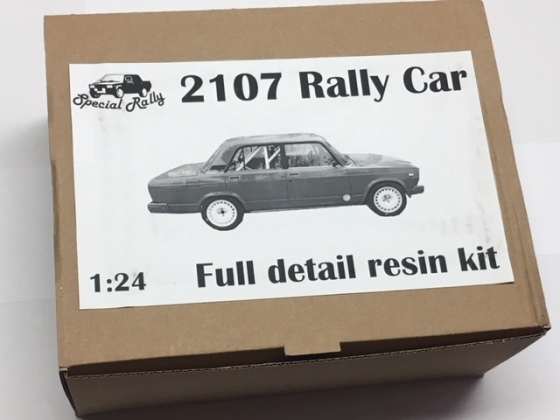 Special Rally
2107 Rally Car
1:24
Full detail resin kit